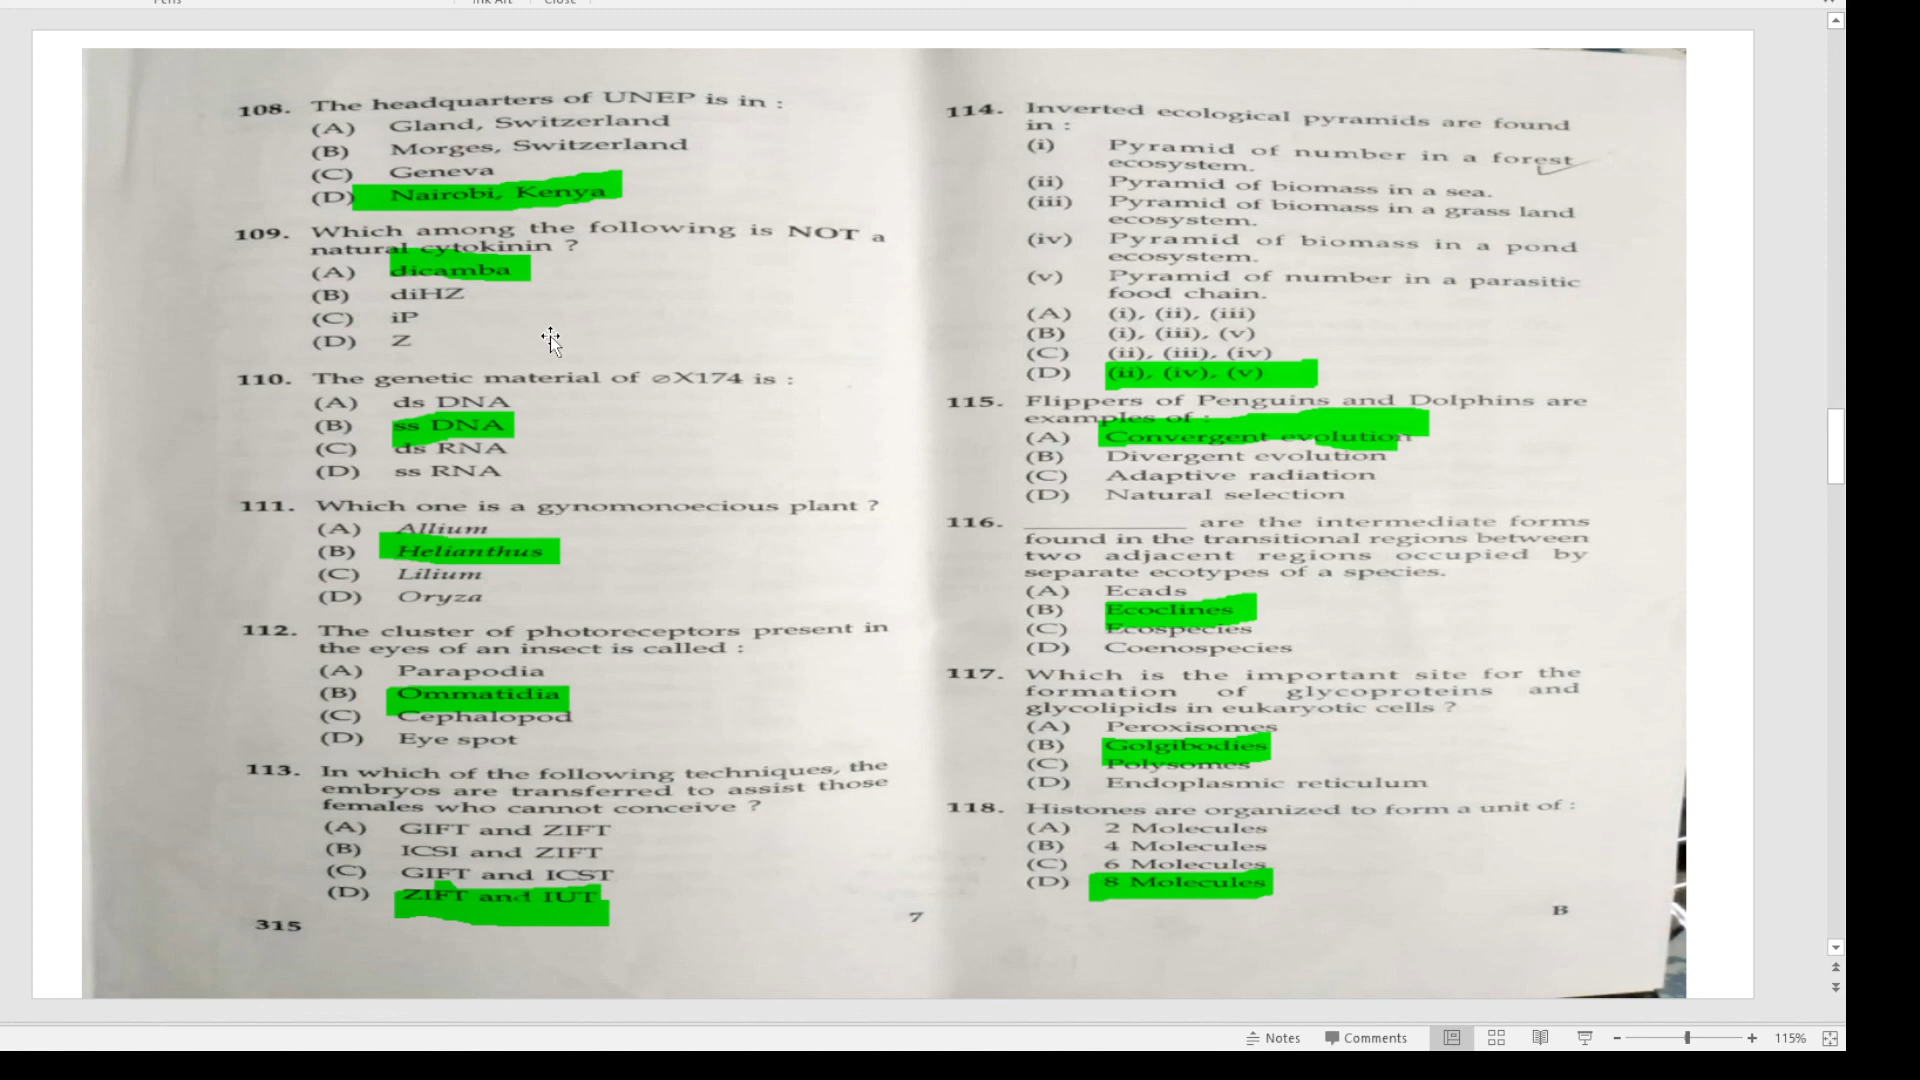 Pens
Ink Art
Close
108. The headquarters of UNEP is in :
(A) Gland, Switzerland
(B) Morges, Switzerland
(C) Geneva
(D) Nairobi, Kenya
109. Which among the following is NOT a
natural cytokinin ?
(A) dicamba
(B) diHZ
(C) iP
(D) Z
110. The genetic material of ⌀X174 is :
(A) ds DNA
(B) ss DNA
(C) ds RNA
(D) ss RNA
111. Which one is a gynomonoecious plant ?
(A) Allium
(B) Helianthus
(C) Lilium
(D) Oryza
112. The cluster of photoreceptors present in
the eyes of an insect is called :
(A) Parapodia
(B) Ommatidia
(C) Cephalopod
(D) Eye spot
113. In which of the following techniques, the
embryos are transferred to assist those
females who cannot conceive ?
(A) GIFT and ZIFT
(B) ICSI and ZIFT
(C) GIFT and ICST
(D) ZIFT and IUT
315
7
114. Inverted ecological pyramids are found
in :
(i) Pyramid of number in a forest
ecosystem.
(ii) Pyramid of biomass in a sea.
(iii) Pyramid of biomass in a grass land
ecosystem.
(iv) Pyramid of biomass in a pond
ecosystem.
(v) Pyramid of number in a parasitic
food chain.
(A) (i), (ii), (iii)
(B) (i), (iii), (v)
(C) (ii), (iii), (iv)
(D) (ii), (iv), (v)
115. Flippers of Penguins and Dolphins are
examples of :
(A) Convergent evolution
(B) Divergent evolution
(C) Adaptive radiation
(D) Natural selection
116. ____________ are the intermediate forms
found in the transitional regions between
two adjacent regions occupied by
separate ecotypes of a species.
(A) Ecads
(B) Ecoclines
(C) Ecospecies
(D) Coenospecies
117. Which is the important site for the
formation of glycoproteins and
glycolipids in eukaryotic cells ?
(A) Peroxisomes
(B) Golgibodies
(C) Polysomes
(D) Endoplasmic reticulum
118. Histones are organized to form a unit of :
(A) 2 Molecules
(B) 4 Molecules
(C) 6 Molecules
(D) 8 Molecules
B
Notes
Comments
115%